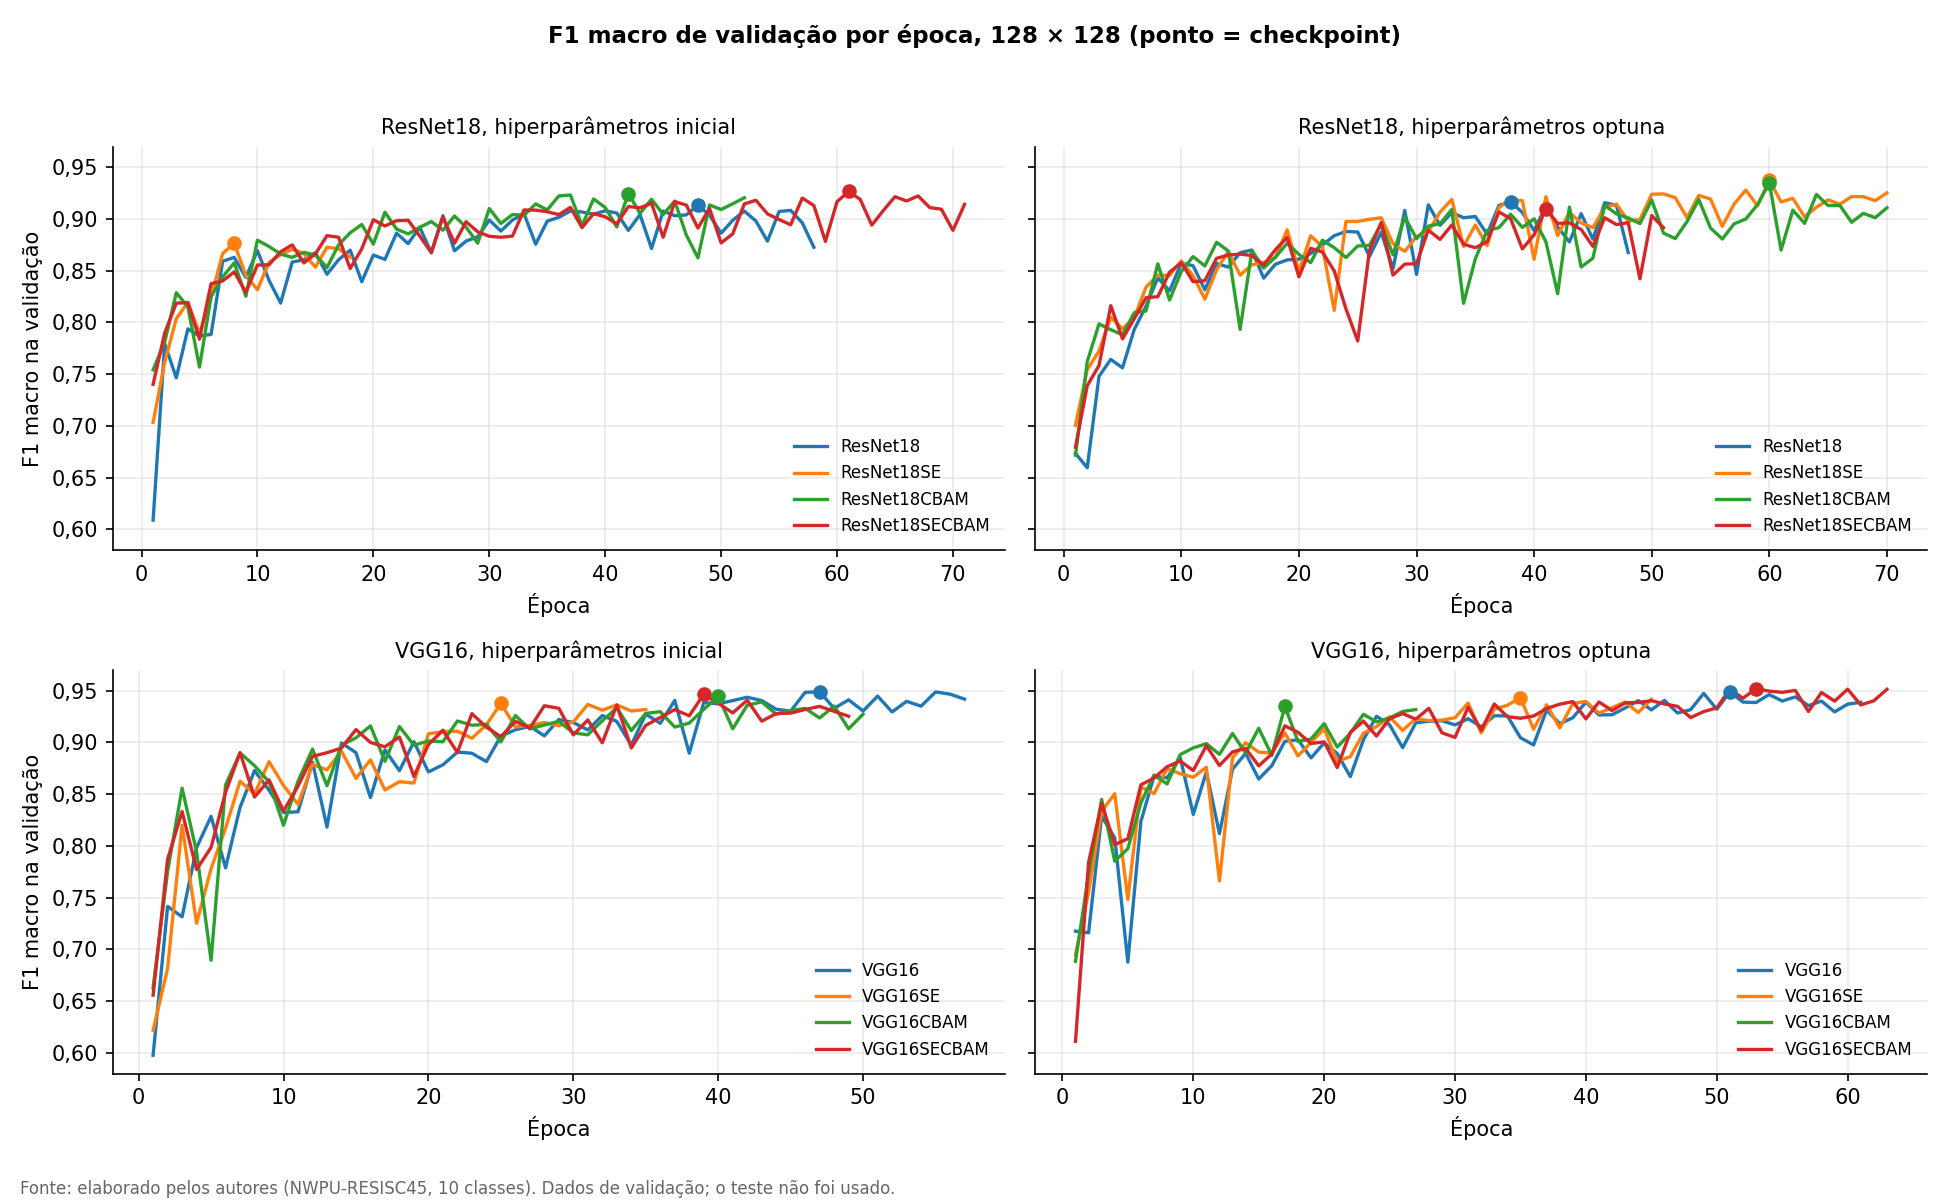 F1 macro de validação por época, 128 × 128 (ponto = checkpoint)
ResNet18, hiperparâmetros inicial
F1 macro na validação
0,95
0,90
0,85
0,80
0,75
0,70
0,65
0,60
ResNet18
ResNet18SE
ResNet18CBAM
ResNet18SECBAM
0 10 20 30 40 50 60 70
Época
ResNet18, hiperparâmetros optuna
ResNet18
ResNet18SE
ResNet18CBAM
ResNet18SECBAM
0 10 20 30 40 50 60 70
Época
VGG16, hiperparâmetros inicial
F1 macro na validação
0,95
0,90
0,85
0,80
0,75
0,70
0,65
0,60
VGG16
VGG16SE
VGG16CBAM
VGG16SECBAM
0 10 20 30 40 50
Época
VGG16, hiperparâmetros optuna
VGG16
VGG16SE
VGG16CBAM
VGG16SECBAM
0 10 20 30 40 50 60
Época
Fonte: elaborado pelos autores (NWPU-RESISC45, 10 classes). Dados de validação; o teste não foi usado.